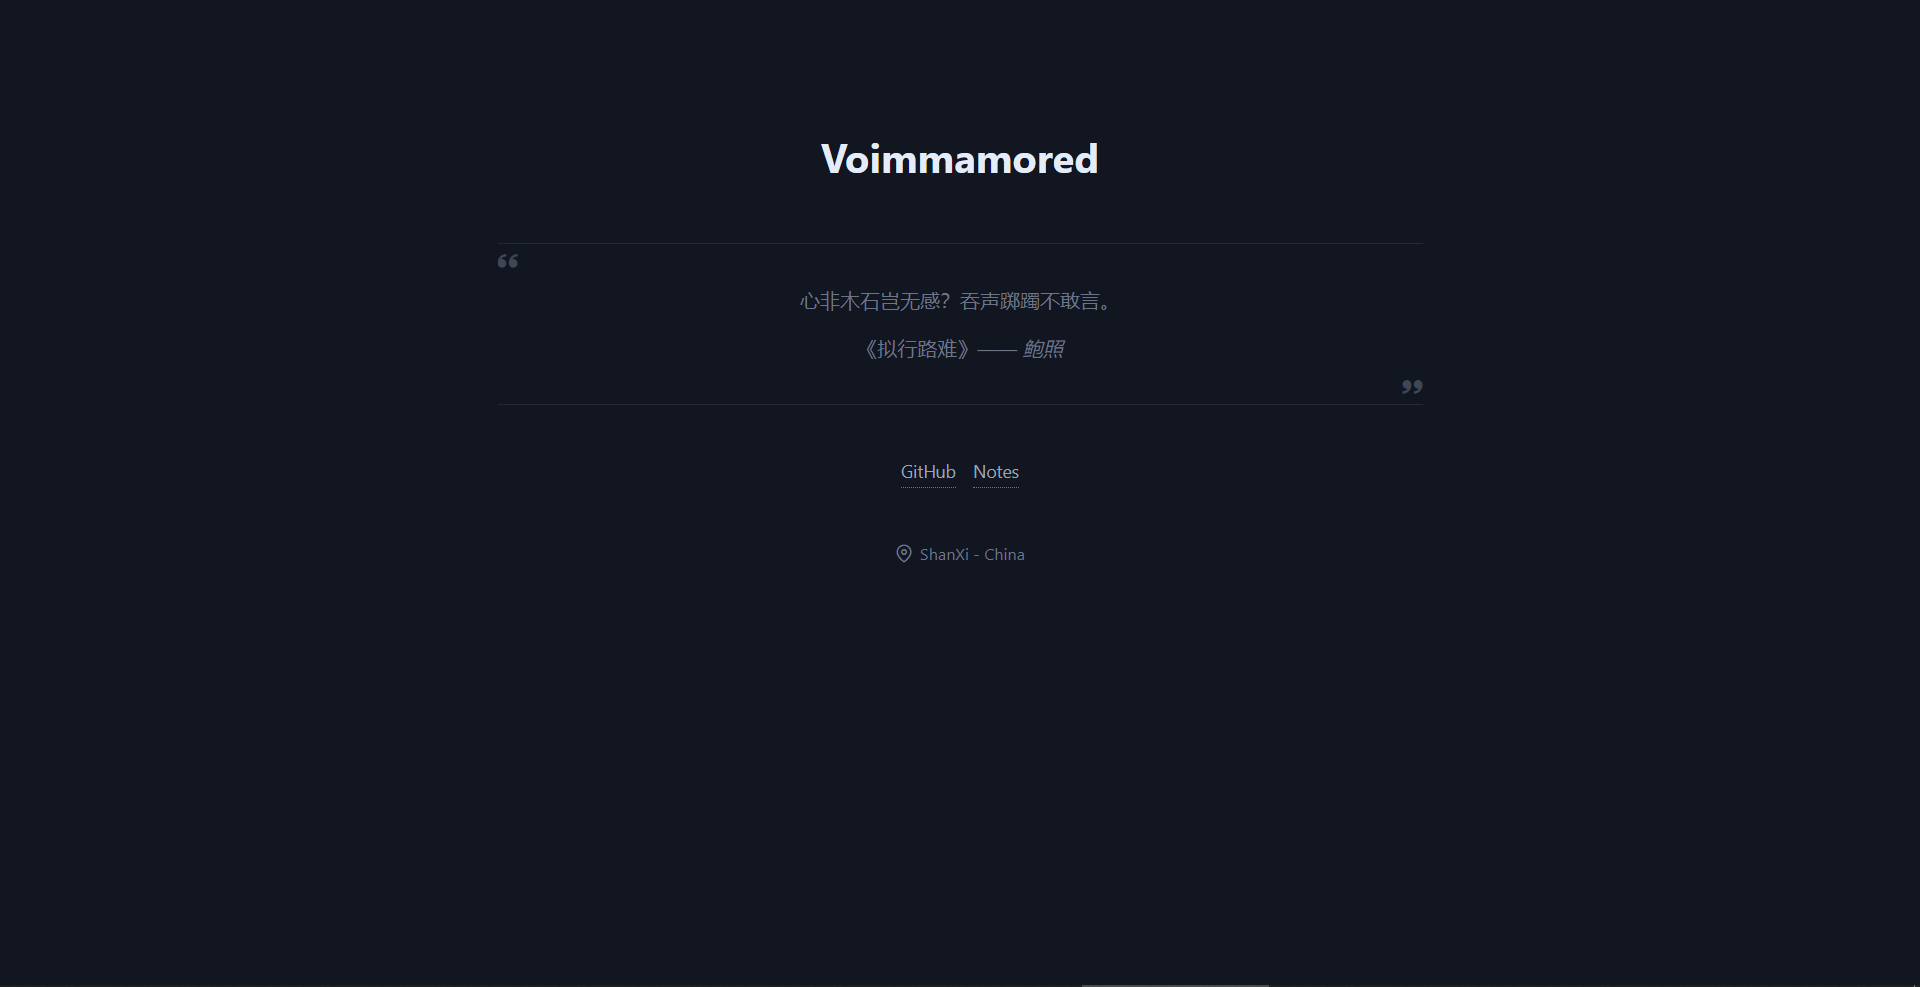 Voimmamored
“
心非木石岂无感？吞声踯躅不敢言。
《拟行路难》—— 鲍照
”
GitHub Notes
ShanXi - China